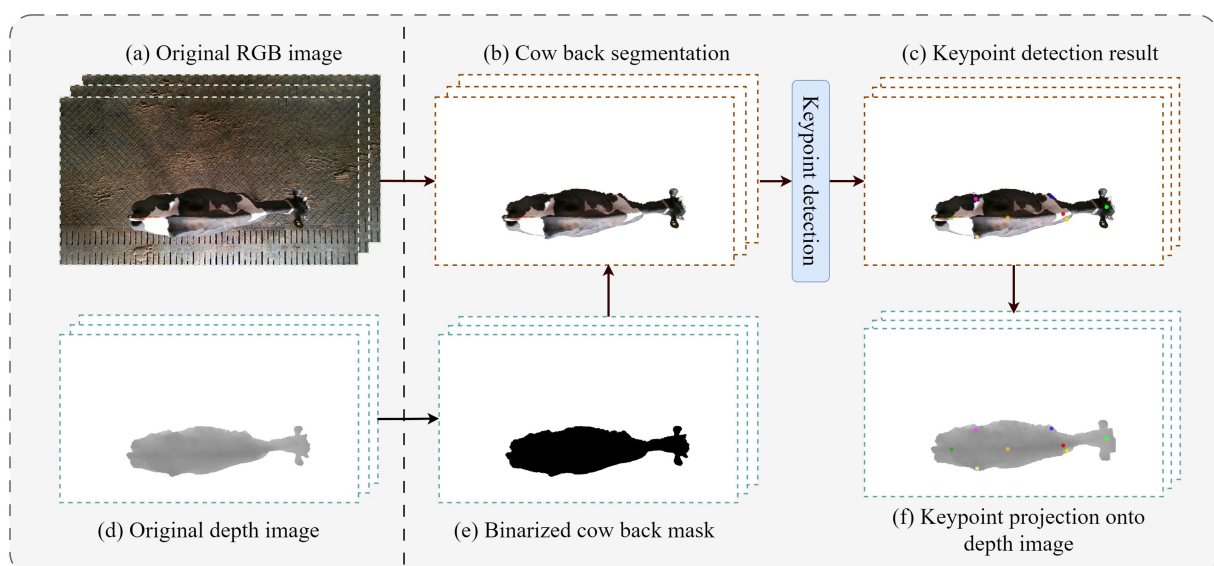 (a) Original RGB image
(b) Cow back segmentation
(c) Keypoint detection result
Keypoint detection
(d) Original depth image
(e) Binarized cow back mask
(f) Keypoint projection onto
depth image